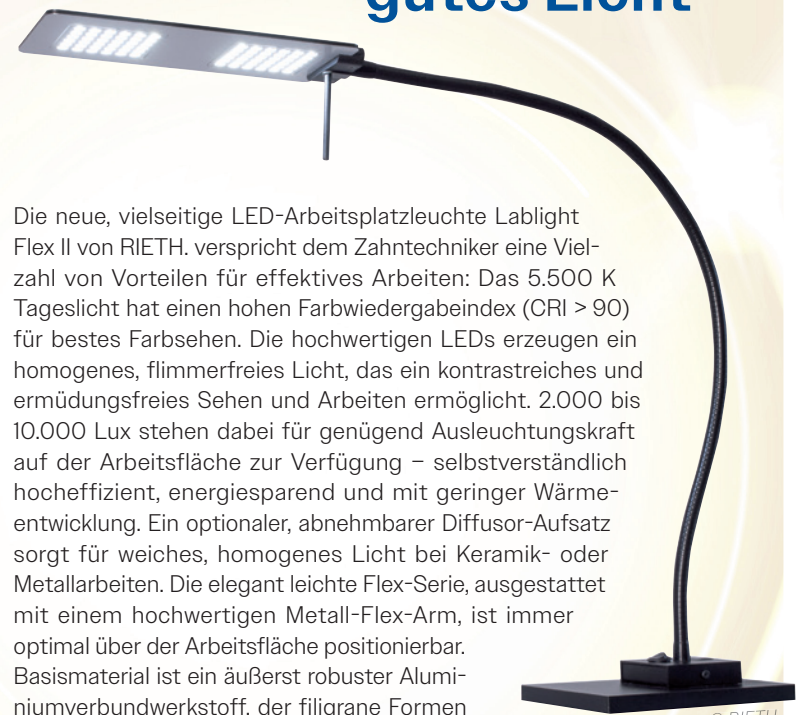 gutes Licht
Die neue, vielseitige LED-Arbeitsplatzleuchte Lablight
Flex II von RIETH. verspricht dem Zahntechniker eine Viel-
zahl von Vorteilen für effektives Arbeiten: Das 5.500 K
Tageslicht hat einen hohen Farbwiedergabeindex (CRI > 90)
für bestes Farbsehen. Die hochwertigen LEDs erzeugen ein
homogenes, flimmerfreies Licht, das ein kontrastreiches und
ermüdungsfreies Sehen und Arbeiten ermöglicht. 2.000 bis
10.000 Lux stehen dabei für genügend Ausleuchtungskraft
auf der Arbeitsfläche zur Verfügung – selbstverständlich
hocheffizient, energiesparend und mit geringer Wärme-
entwicklung. Ein optionaler, abnehmbarer Diffusor-Aufsatz
sorgt für weiches, homogenes Licht bei Keramik- oder
Metallarbeiten. Die elegant leichte Flex-Serie, ausgestattet
mit einem hochwertigen Metall-Flex-Arm, ist immer
optimal über der Arbeitsfläche positionierbar.
Basismaterial ist ein äußerst robuster Alumi-
niumverbundwerkstoff, der filigrane Formen
© RIETH